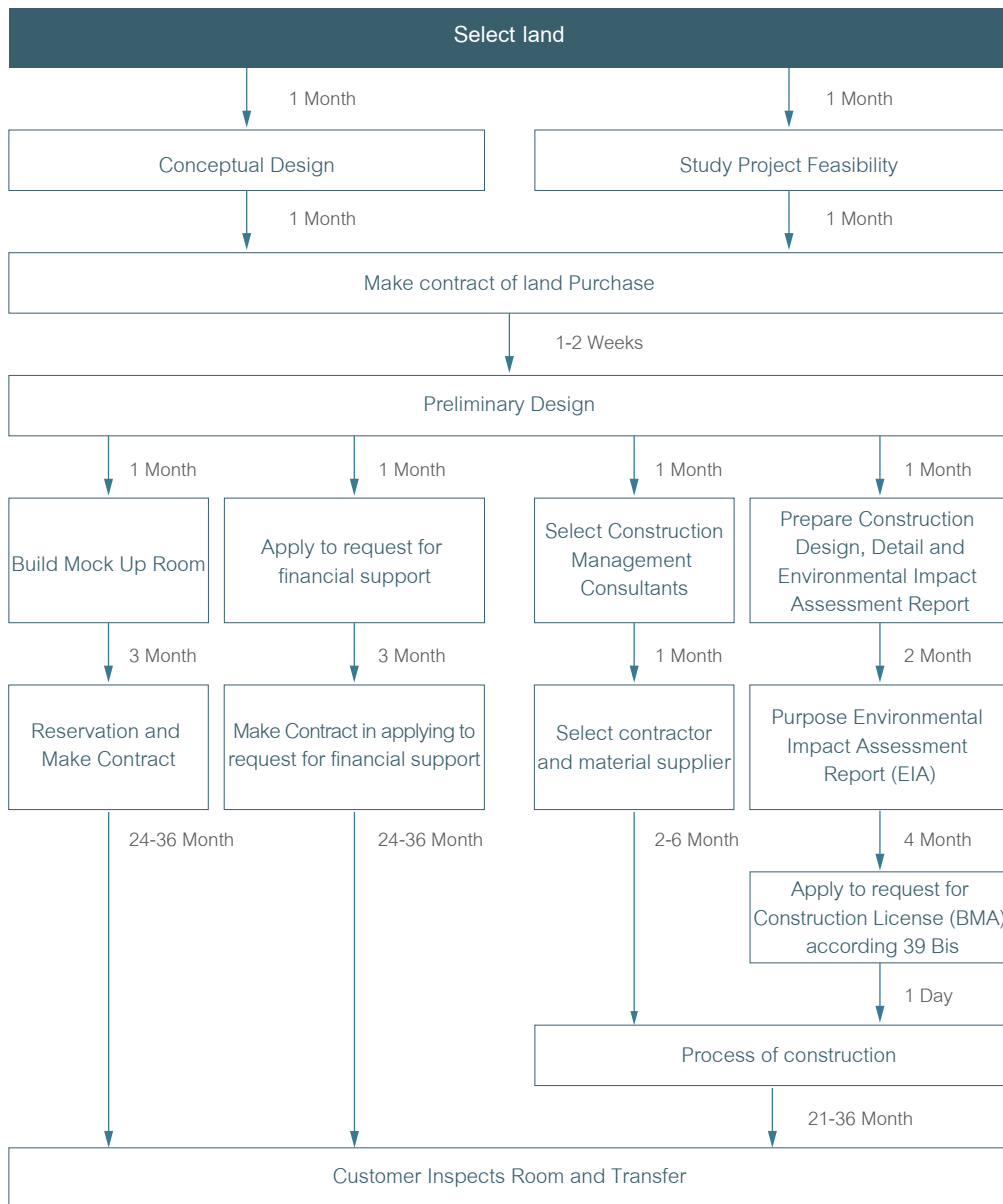 Select land
1 Month
1 Month
Conceptual Design
Study Project Feasibility
1 Month
1 Month
Make contract of land Purchase
1-2 Weeks
Preliminary Design
1 Month
1 Month
1 Month
1 Month
Build Mock Up Room
Apply to request for
financial support
Select Construction
Management
Consultants
Prepare Construction
Design, Detail and
Environmental Impact
Assessment Report
3 Month
3 Month
1 Month
2 Month
Reservation and
Make Contract
Make Contract in applying to
request for financial support
Select contractor
and material supplier
Purpose Environmental
Impact Assessment
Report (EIA)
24-36 Month
24-36 Month
2-6 Month
4 Month
Apply to request for
Construction License (BMA)
according 39 Bis
1 Day
Process of construction
21-36 Month
Customer Inspects Room and Transfer